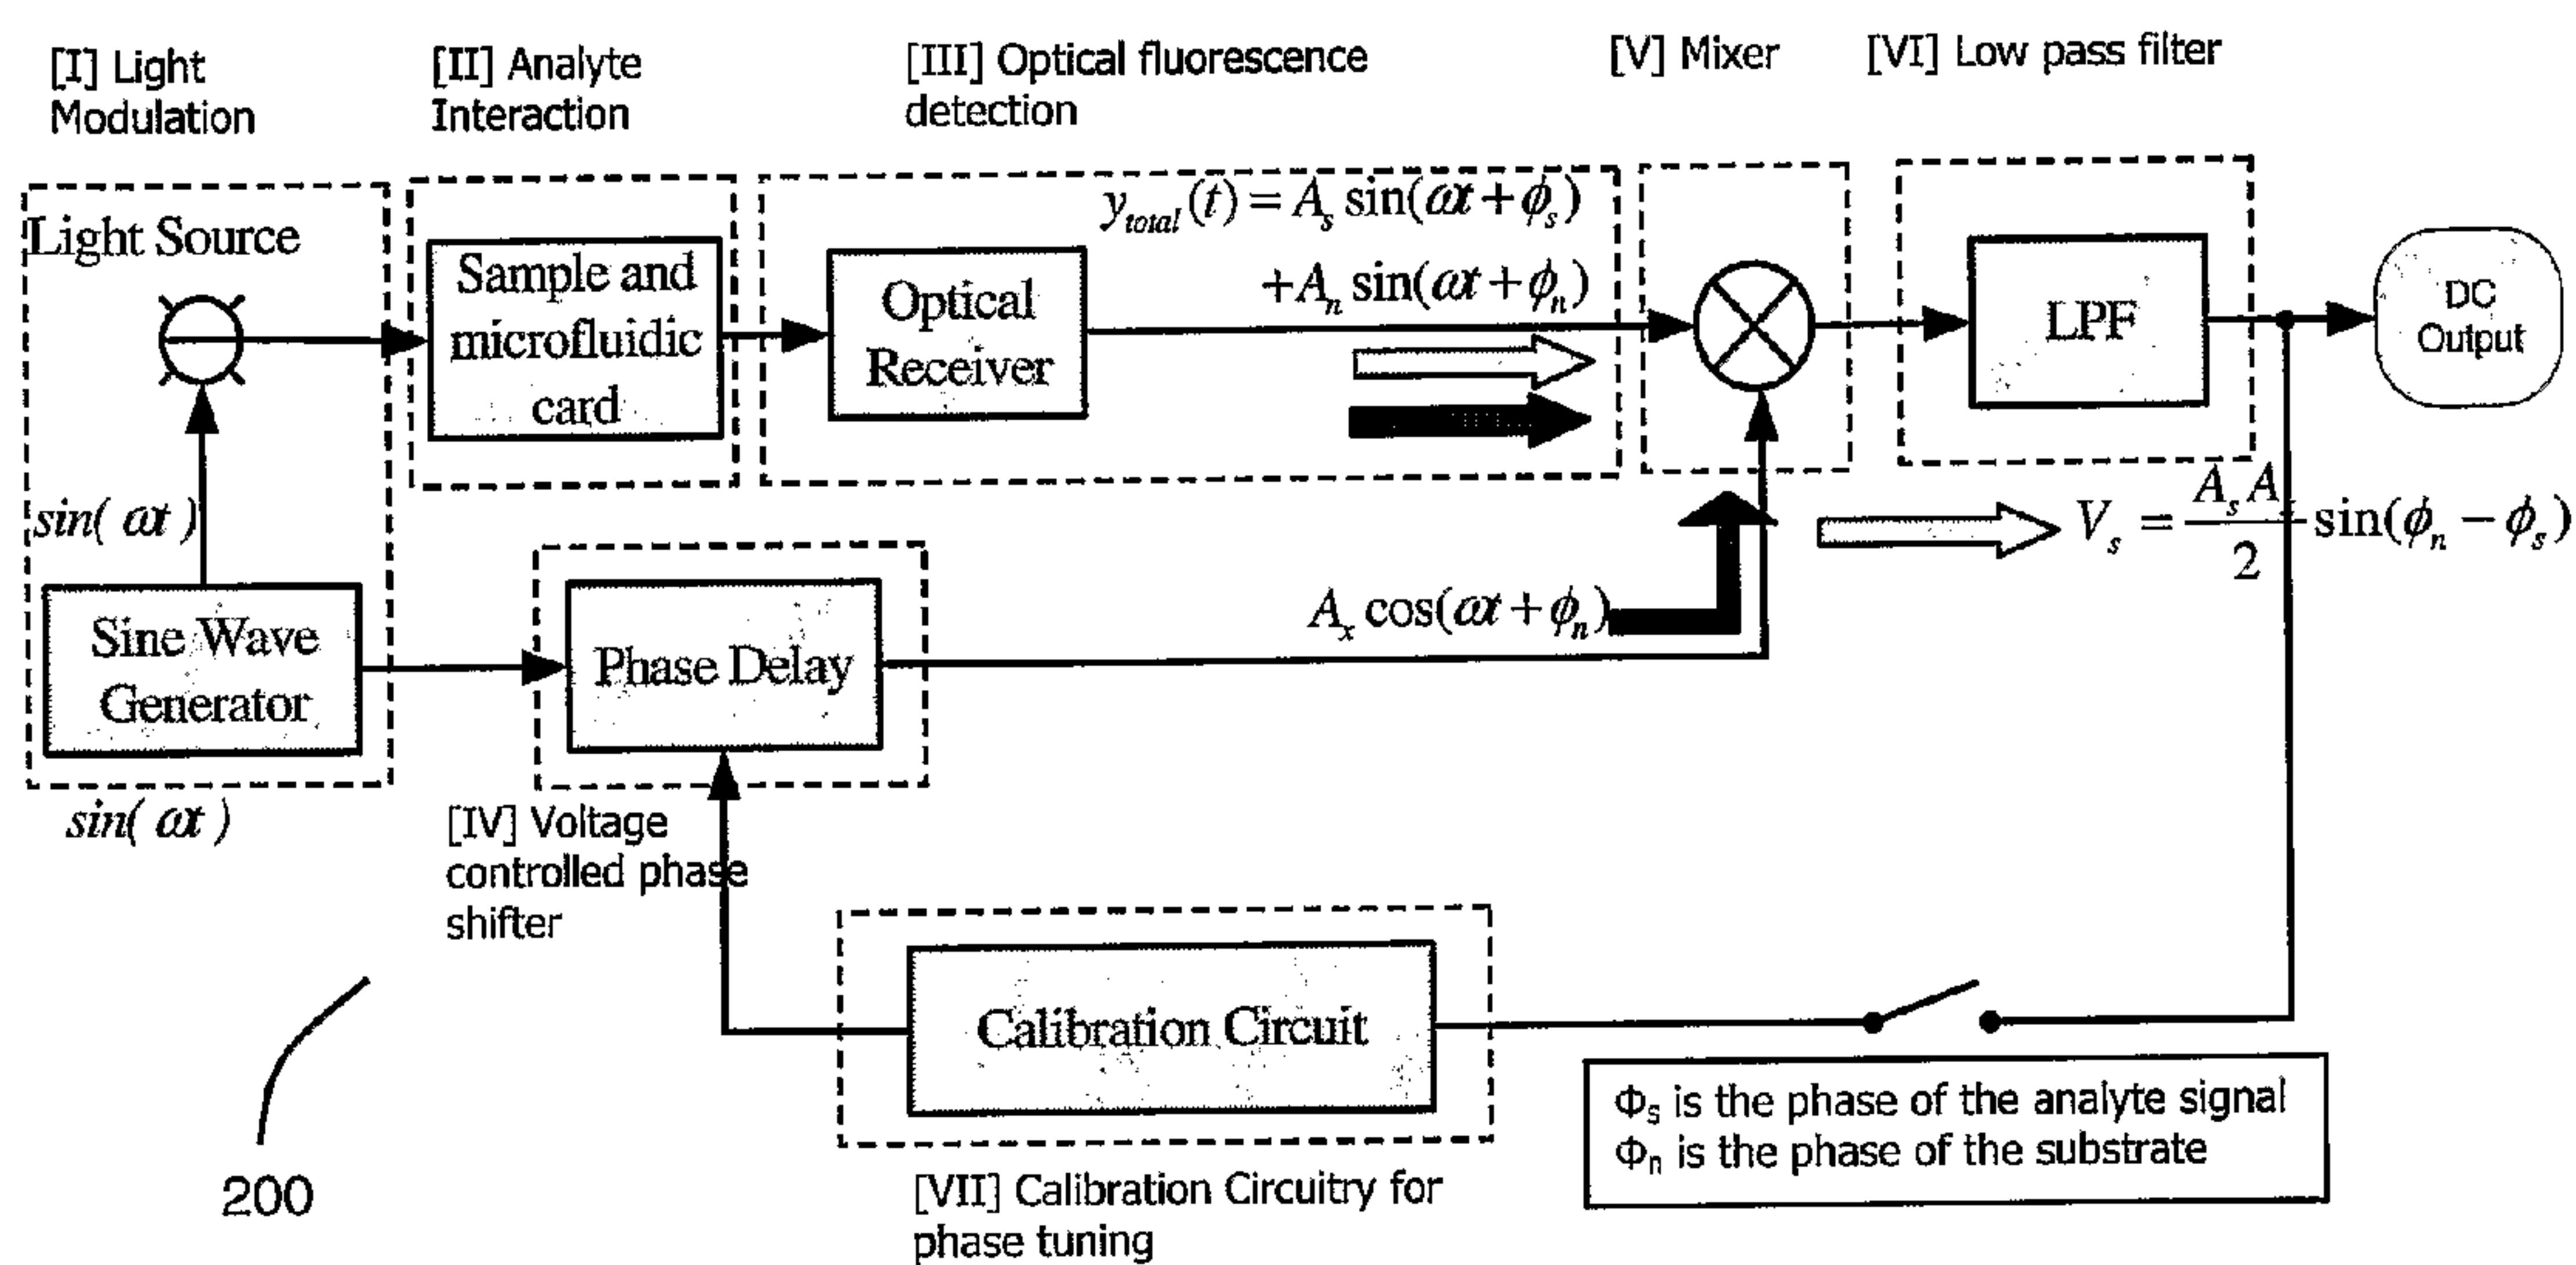 [I] Light
Modulation
[II] Analyte
Interaction
[III] Optical fluorescence
detection
[V] Mixer
[VI] Low pass filter
Light Source
sin( ωt )
Sine Wave
Generator
sin( ωt )
Sample and
microfluidic
card
Optical
Receiver
y_total(t) = A_s sin(ωt + ϕ_s)
+A_n sin(ωt + ϕ_n)
LPF
DC
Output
V_s = A_s A / 2 sin(ϕ_n − ϕ_s)
A_x cos(ωt + ϕ_n)
Phase Delay
[IV] Voltage
controlled phase
shifter
Calibration Circuit
[VII] Calibration Circuitry for
phase tuning
Φ_s is the phase of the analyte signal
Φ_n is the phase of the substrate
200